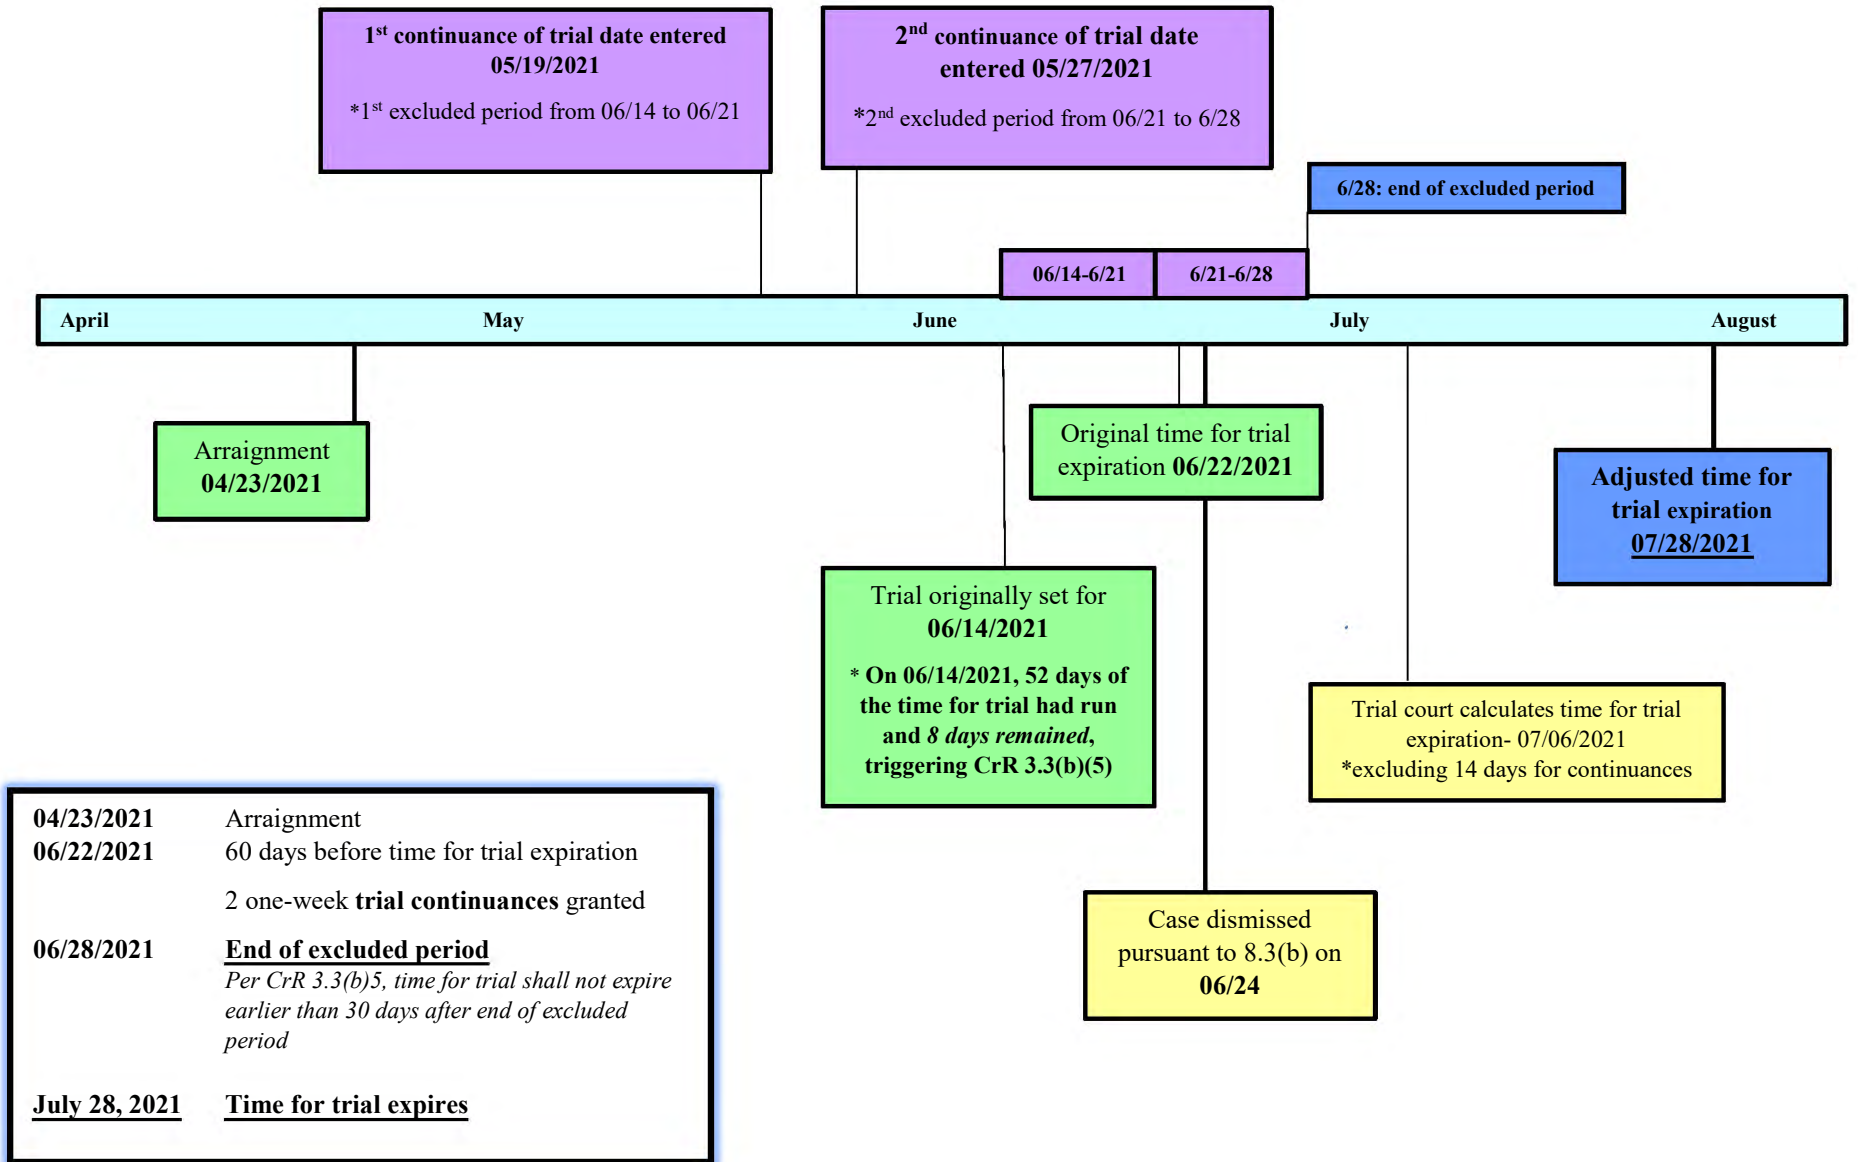 1st continuance of trial date entered
05/19/2021
*1st excluded period from 06/14 to 06/21
2nd continuance of trial date
entered 05/27/2021
*2nd excluded period from 06/21 to 6/28
6/28: end of excluded period
06/14-6/21
6/21-6/28
April
May
June
July
August
Arraignment
04/23/2021
Original time for trial
expiration 06/22/2021
Adjusted time for
trial expiration
07/28/2021
Trial originally set for
06/14/2021
* On 06/14/2021, 52 days of
the time for trial had run
and 8 days remained,
triggering CrR 3.3(b)(5)
Trial court calculates time for trial
expiration- 07/06/2021
*excluding 14 days for continuances
Case dismissed
pursuant to 8.3(b) on
06/24
04/23/2021 Arraignment
06/22/2021 60 days before time for trial expiration
2 one-week trial continuances granted
06/28/2021 End of excluded period
Per CrR 3.3(b)5, time for trial shall not expire
earlier than 30 days after end of excluded
period
July 28, 2021 Time for trial expires